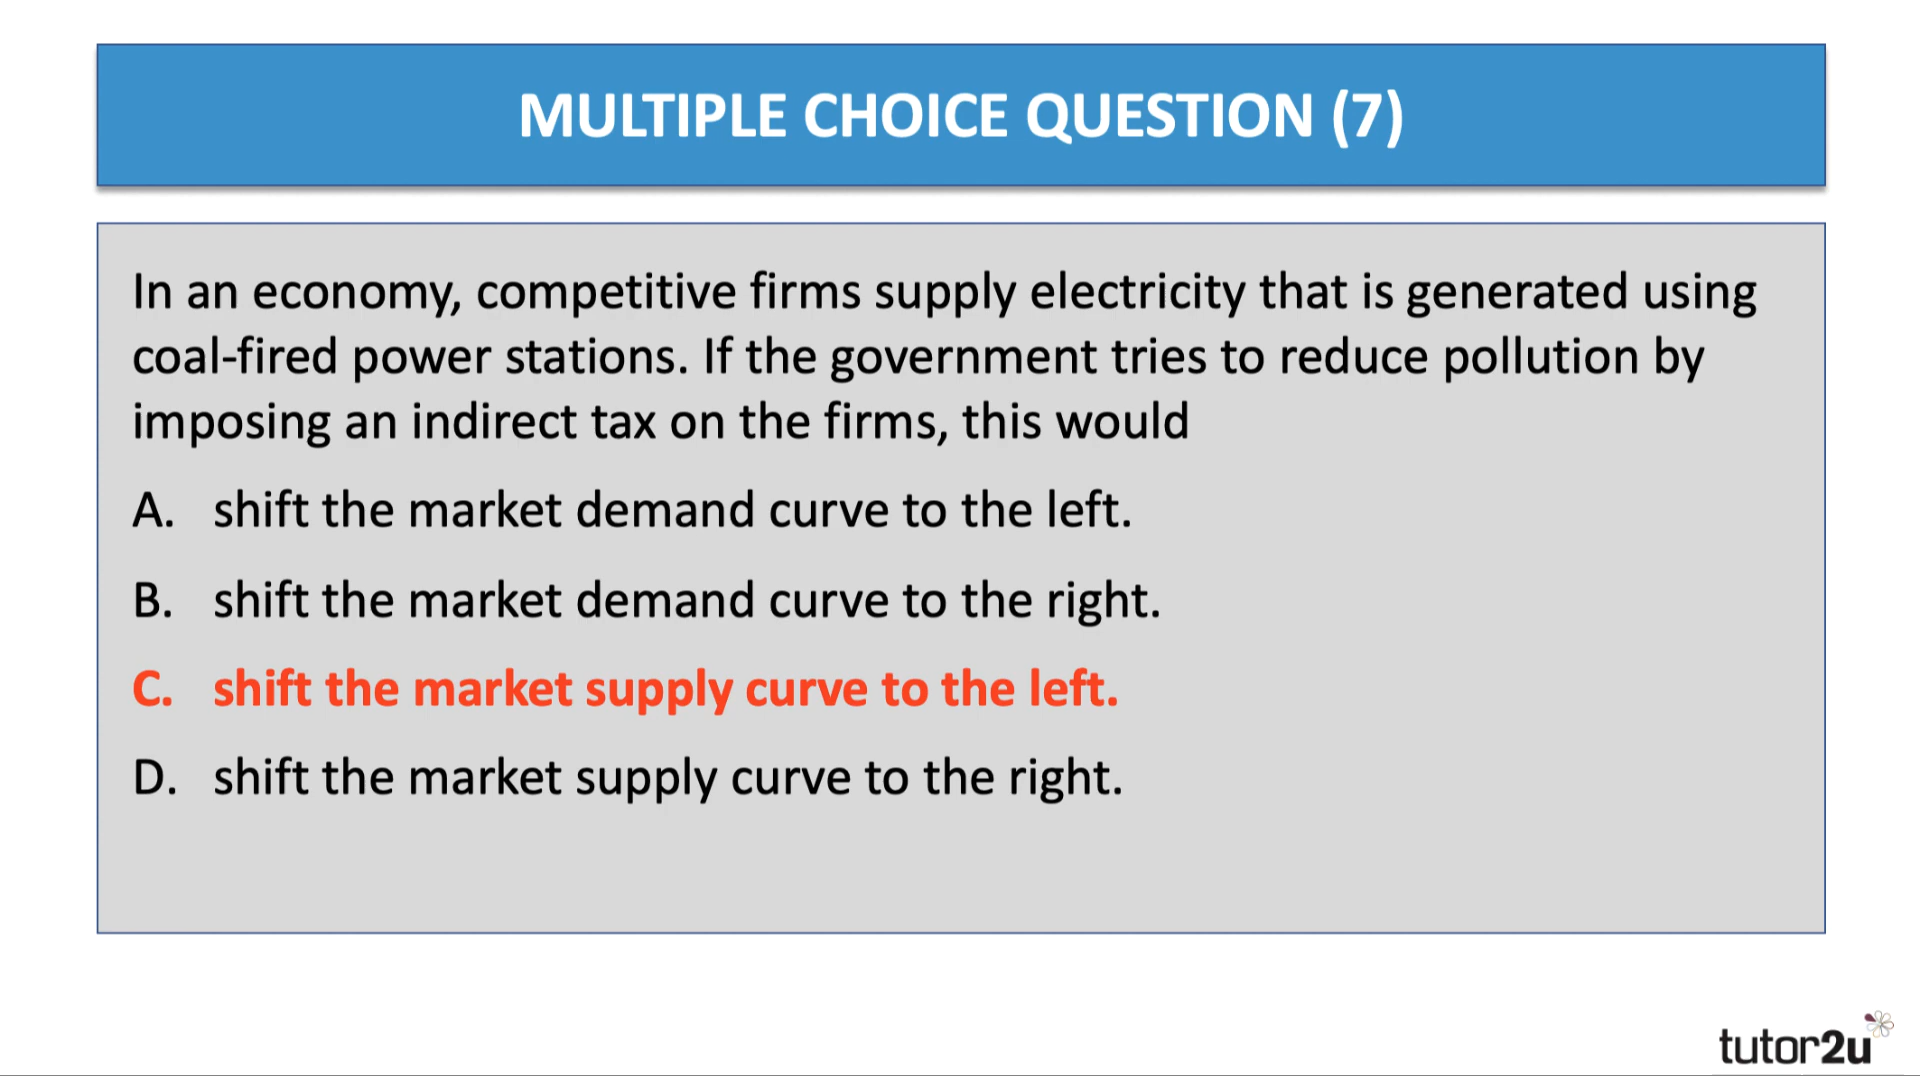 MULTIPLE CHOICE QUESTION (7)
In an economy, competitive firms supply electricity that is generated using
coal-fired power stations. If the government tries to reduce pollution by
imposing an indirect tax on the firms, this would
A. shift the market demand curve to the left.
B. shift the market demand curve to the right.
C. shift the market supply curve to the left.
D. shift the market supply curve to the right.
tutor2u